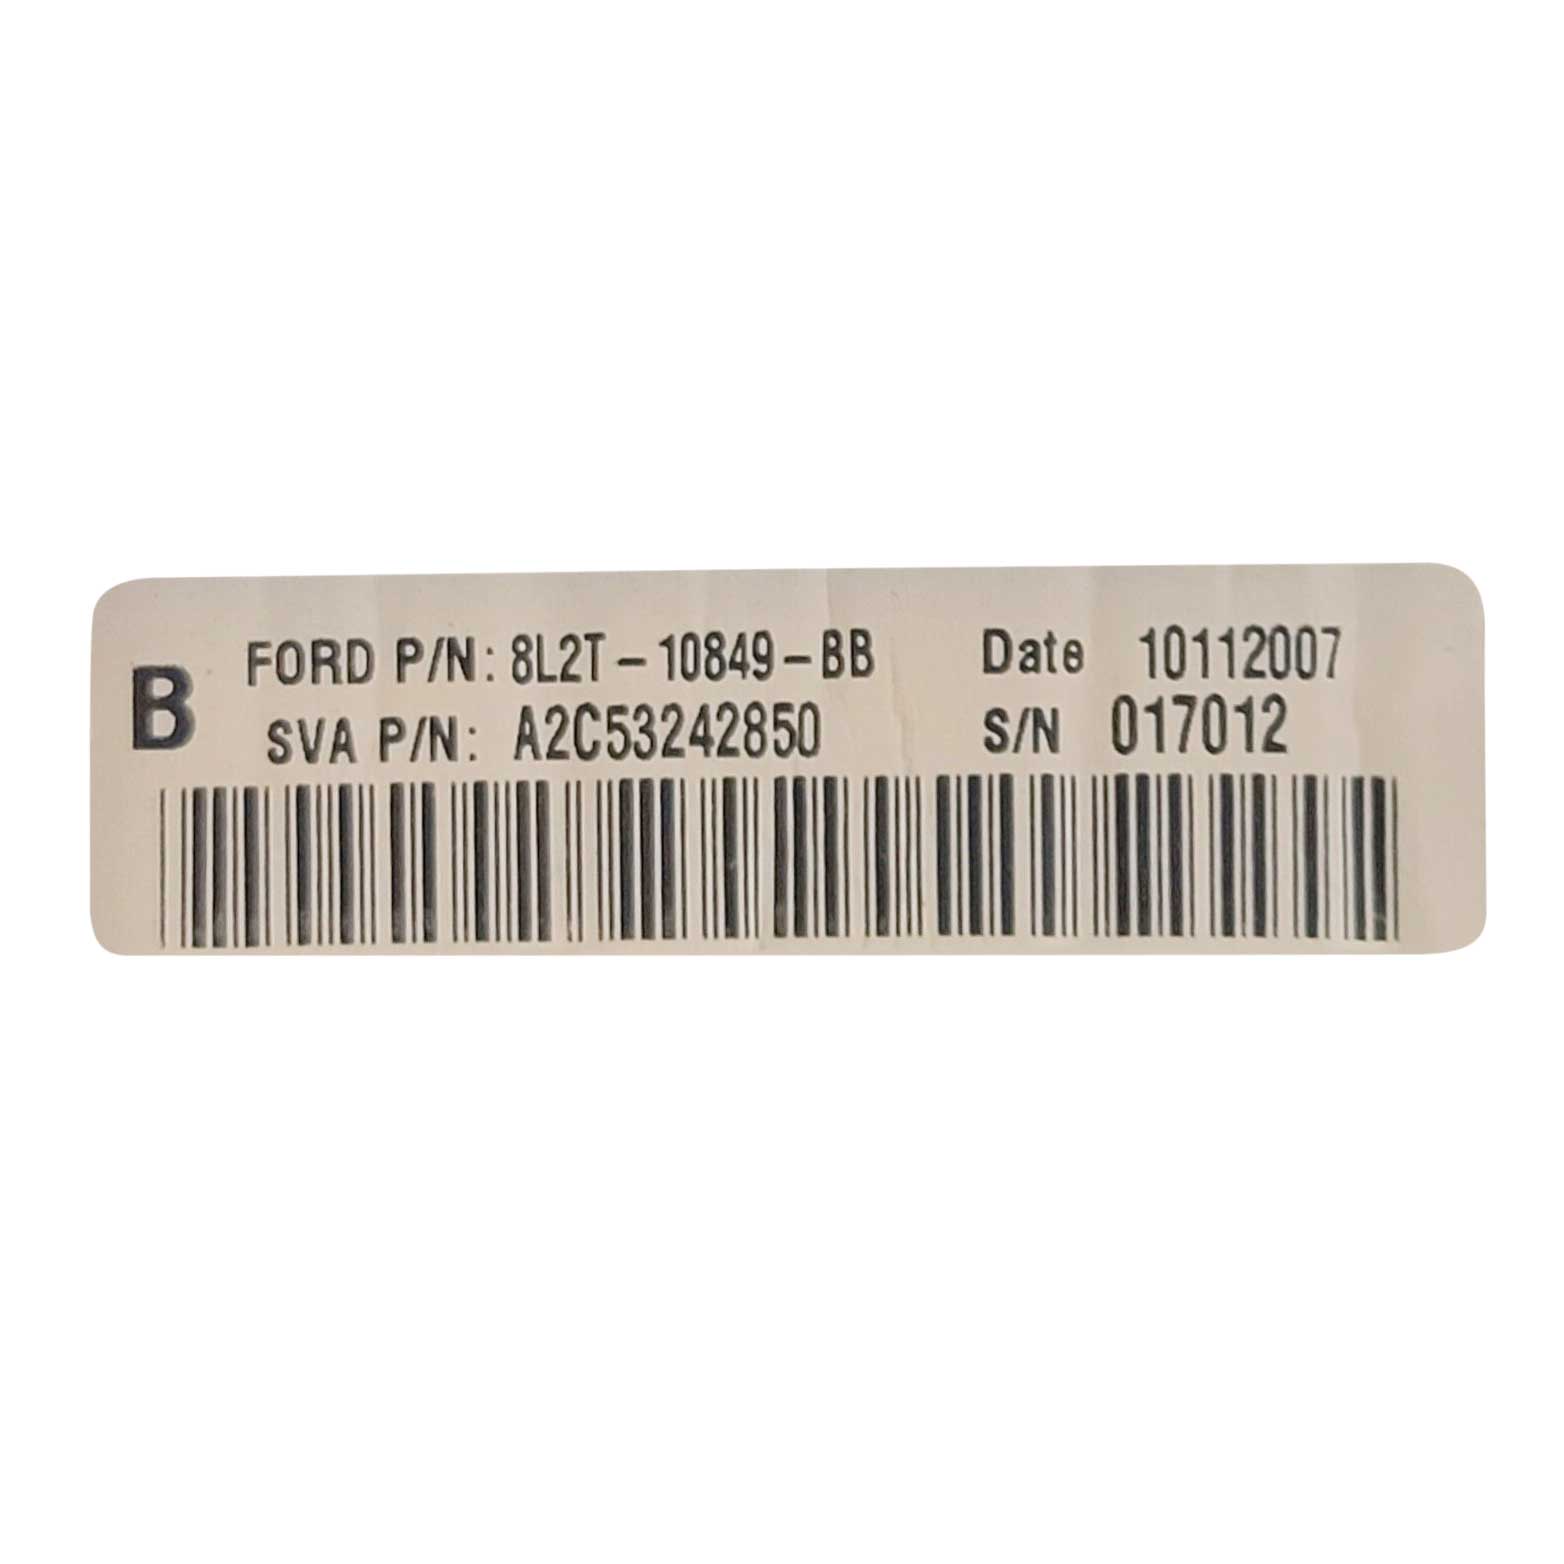 B
FORD P/N: 8L2T-10849-BB Date 10112007
SVA P/N: A2C53242850 S/N 017012